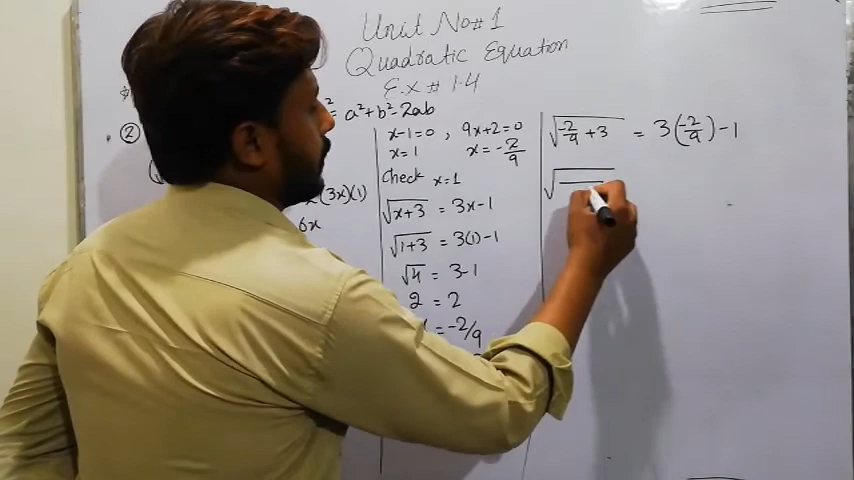 Unit No#1
Quadratic Equation
Ex # 1.4
= a²+b²-2ab
②
(3x)(1)
6x
x-1=0 , 9x+2=0
x=1 x=-2/9
Check x=1
√(x+3) = 3x-1
√(1+3) = 3(1)-1
√4 = 3-1
2 = 2
= -2/9
√(-2/9 +3) = 3(-2/9)-1
√